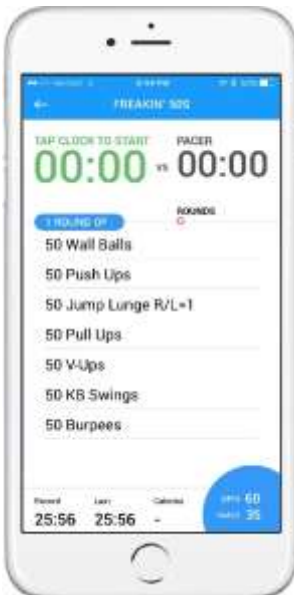 FREAKIN' 50S
TAP CLOCK TO START
PACER
00:00 vs 00:00
ROUNDS
0
1 ROUND OF
50 Wall Balls
50 Push Ups
50 Jump Lunge R/L=1
50 Pull Ups
50 V-Ups
50 KB Swings
50 Burpees
Record Last Calories
25:56 25:56 -
60
35